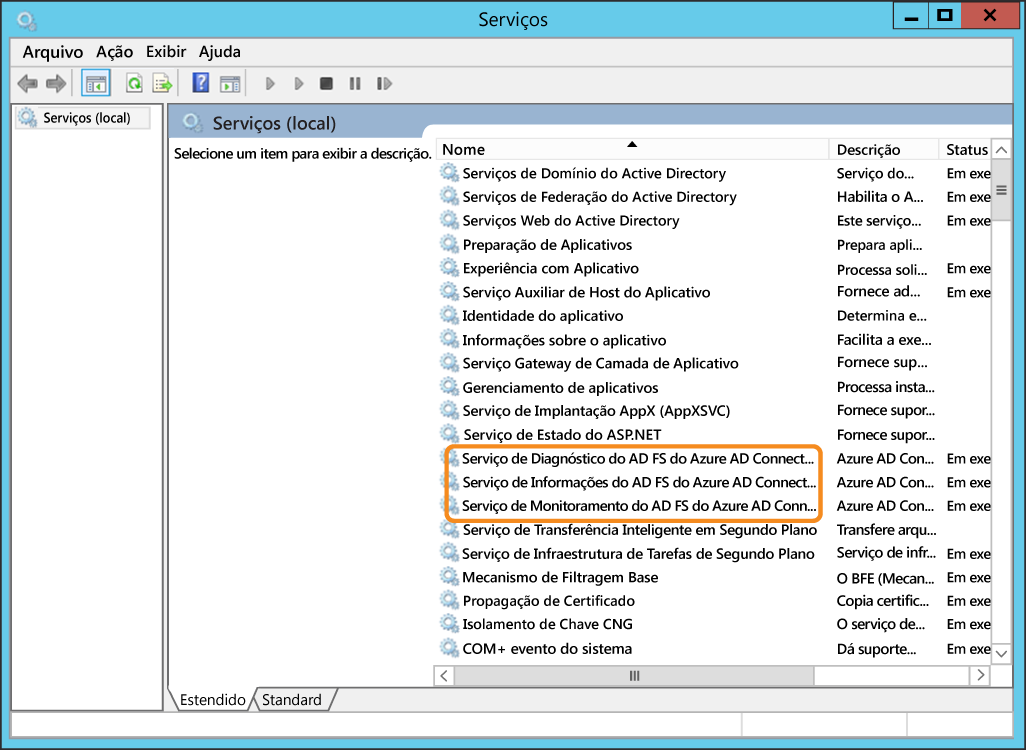 Serviços
Arquivo Ação Exibir Ajuda
Serviços (local)
Serviços (local)
Selecione um item para exibir a descrição.
Nome Descrição Status
Serviços de Domínio do Active Directory Serviço do... Em exe
Serviços de Federação do Active Directory Habilita o A... Em exe
Serviços Web do Active Directory Este serviço... Em exe
Preparação de Aplicativos Prepara apli...
Experiência com Aplicativo Processa soli... Em exe
Serviço Auxiliar de Host do Aplicativo Fornece ad... Em exe
Identidade do aplicativo Determina e...
Informações sobre o aplicativo Facilita a exe...
Serviço Gateway de Camada de Aplicativo Fornece sup...
Gerenciamento de aplicativos Processa insta...
Serviço de Implantação AppX (AppXSVC) Fornece supor...
Serviço de Estado do ASP.NET Fornece supor...
Serviço de Diagnóstico do AD FS do Azure AD Connect... Azure AD Con... Em exe
Serviço de Informações do AD FS do Azure AD Connect... Azure AD Con... Em exe
Serviço de Monitoramento do AD FS do Azure AD Conn... Azure AD Con... Em exe
Serviço de Transferência Inteligente em Segundo Plano Transfere arqu...
Serviço de Infraestrutura de Tarefas de Segundo Plano Serviço de infr... Em exe
Mecanismo de Filtragem Base O BFE (Mecan... Em exe
Propagação de Certificado Copia certific... Em exe
Isolamento de Chave CNG O serviço de... Em exe
COM+ evento do sistema Dá suporte... Em exe
Estendido Standard